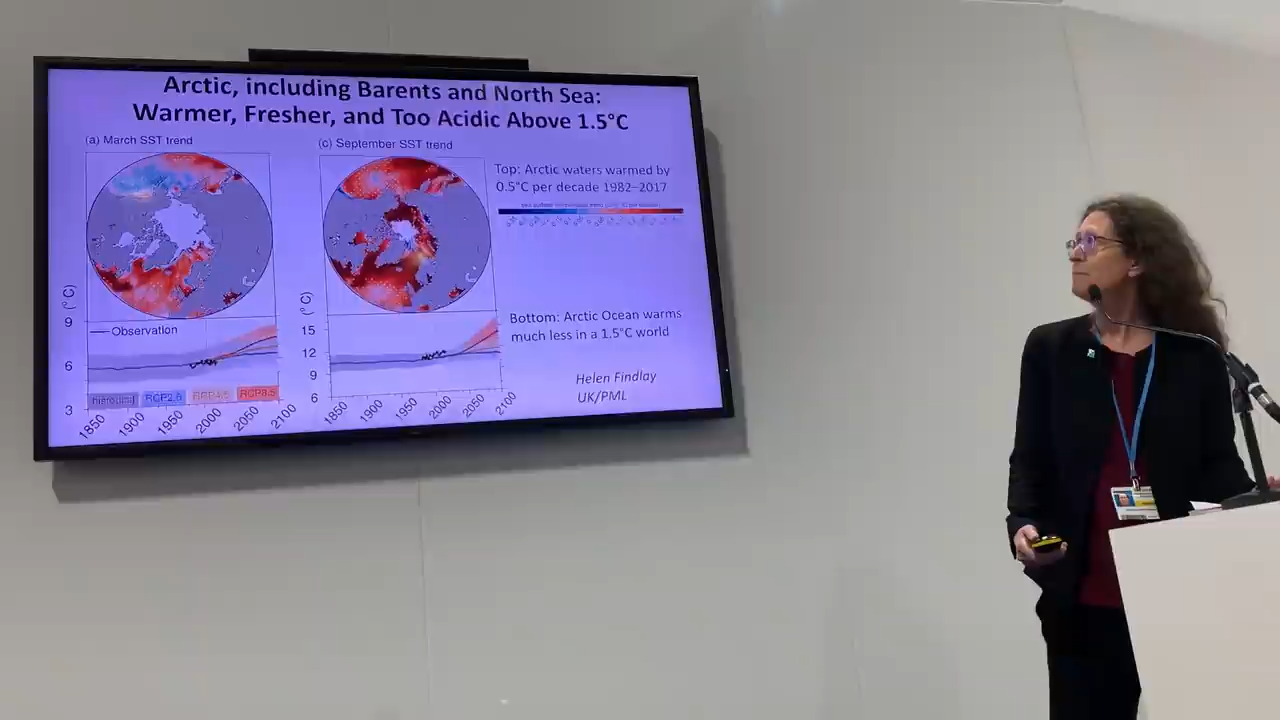 Arctic, including Barents and North Sea:
Warmer, Fresher, and Too Acidic Above 1.5°C
(a) March SST trend
(c) September SST trend
Top: Arctic waters warmed by
0.5°C per decade 1982–2017
Bottom: Arctic Ocean warms
much less in a 1.5°C world
Helen Findlay
UK/PML
(°C)
9
6
3
Observation
historical RCP2.6 RCP4.5 RCP8.5
1850 1900 1950 2000 2050 2100
(°C)
15
12
9
6
1850 1900 1950 2000 2050 2100